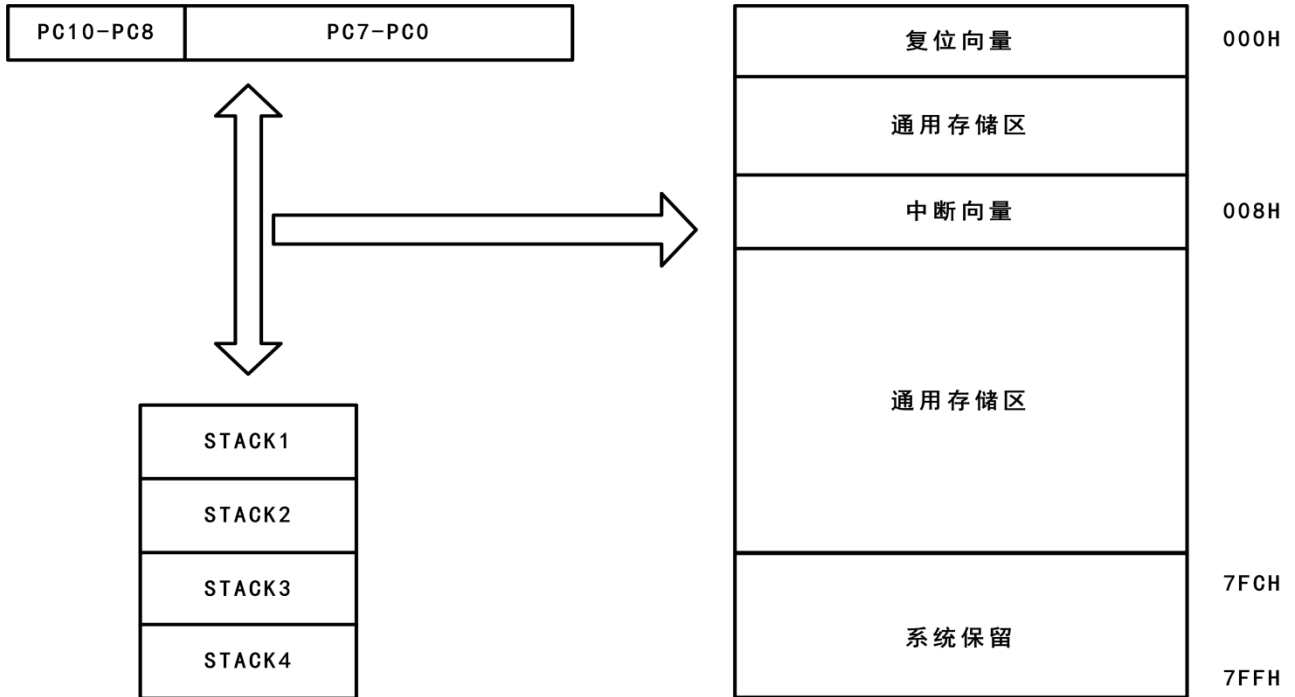 PC10-PC8 PC7-PC0
复位向量 000H
通用存储区
中断向量 008H
通用存储区
STACK1
STACK2
STACK3
STACK4
7FCH
系统保留
7FFH